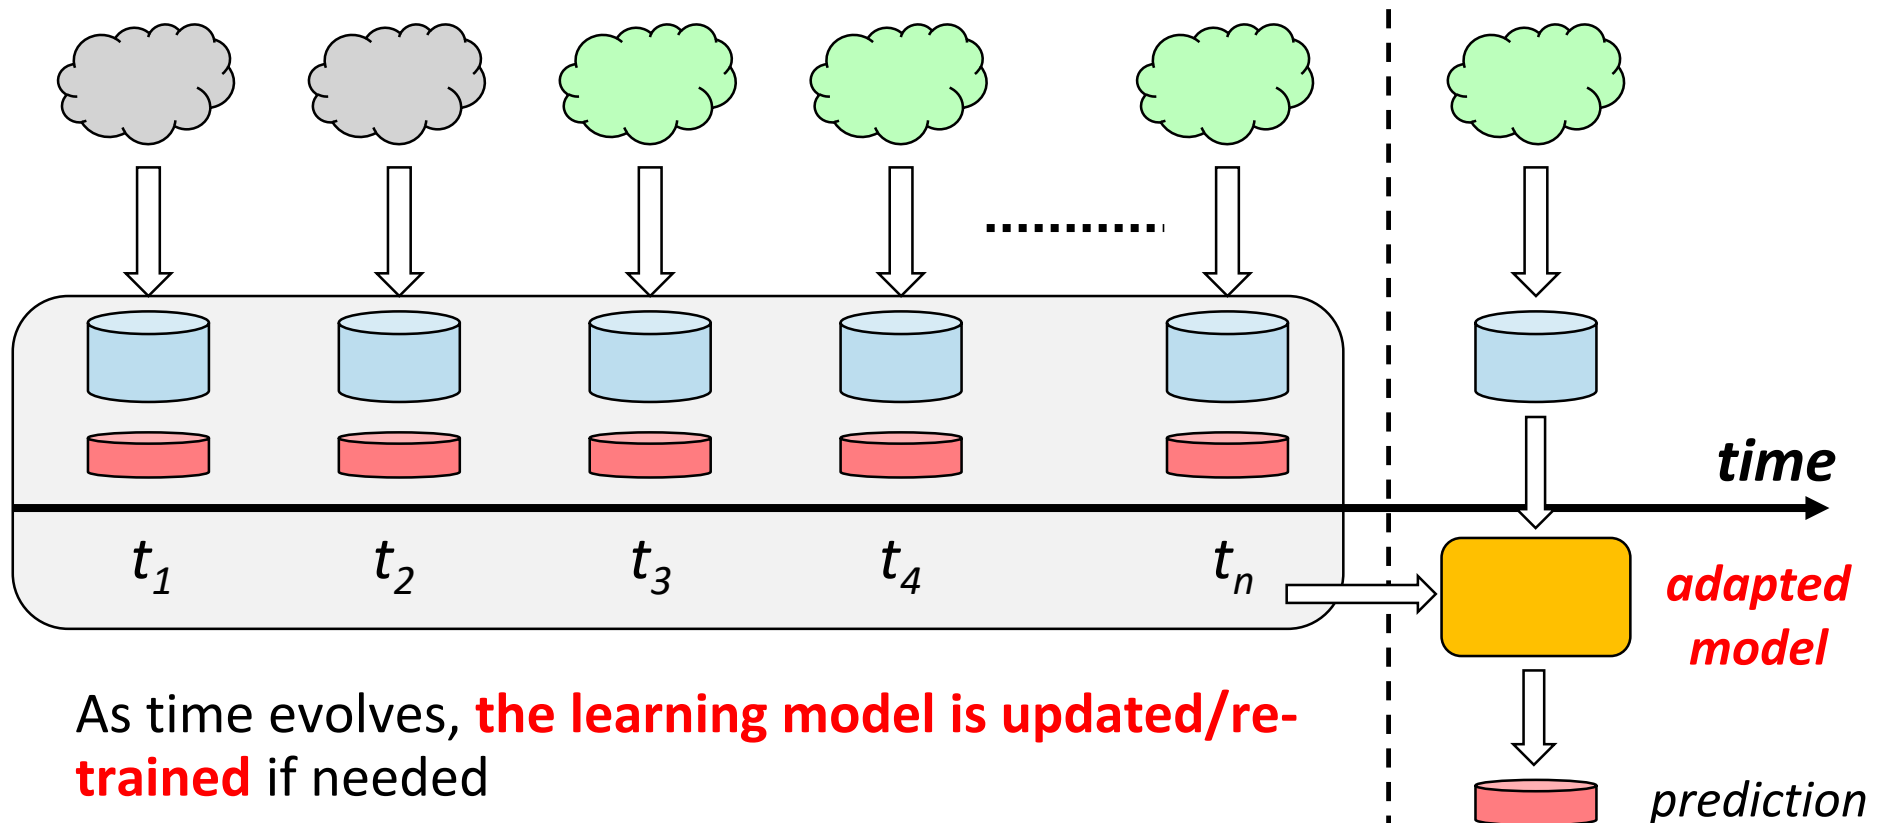 time
t1 t2 t3 t4 tn
adapted
model
As time evolves, the learning model is updated/re-
trained if needed
prediction